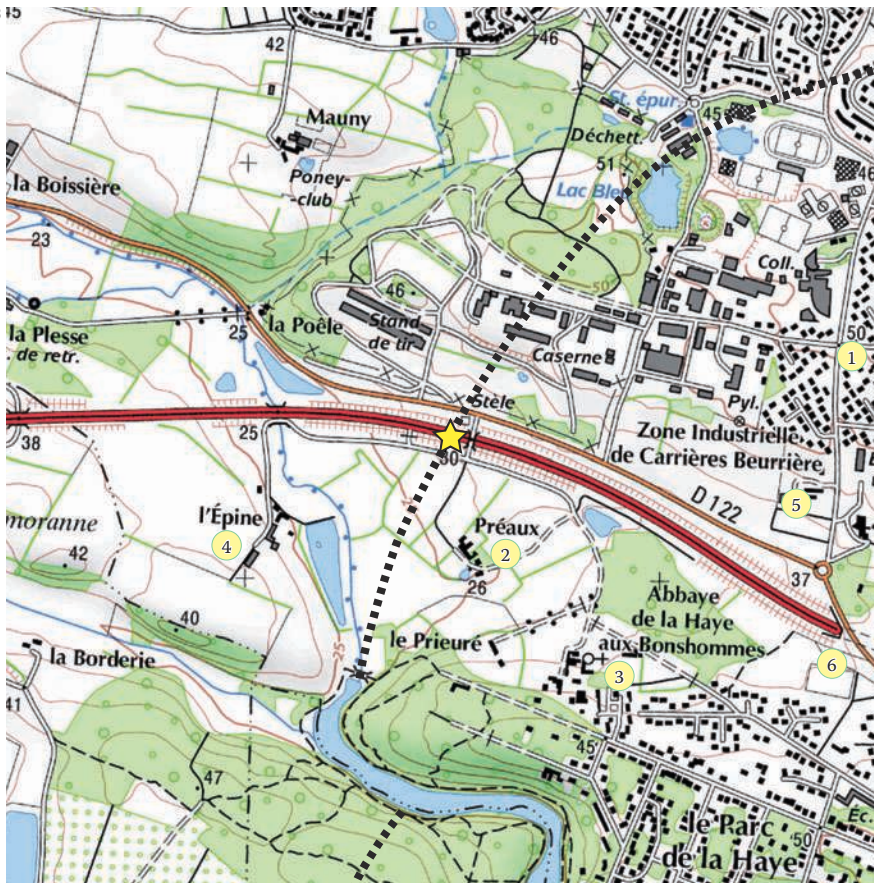 45
42
46
Mauny
Poney-
club
St. épur.
45
Déchett.
51
Lac Bleu
46
la Boissière
23
50
Coll.
46
la Poêle
Stand
de tir
25
la Plesse
de retr.
Caserne
50
1
Stèle
Pyl.
38
25
30
Zone Industrielle
de Carrières Beurrière
D 122
5
l'Épine
4
Préaux
2
26
42
37
Abbaye
de la Haye
aux Bonshommes
40
le Prieuré
25
la Borderie
3
6
41
45
47
le Parc
de la Haye
50
Ec.